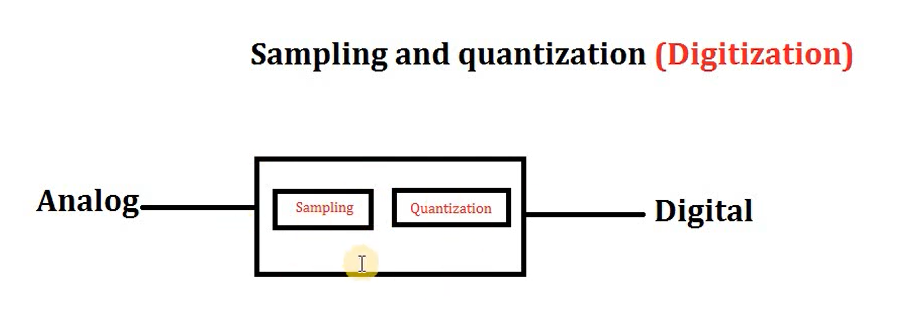 Sampling and quantization (Digitization)
Analog
Sampling
Quantization
Digital